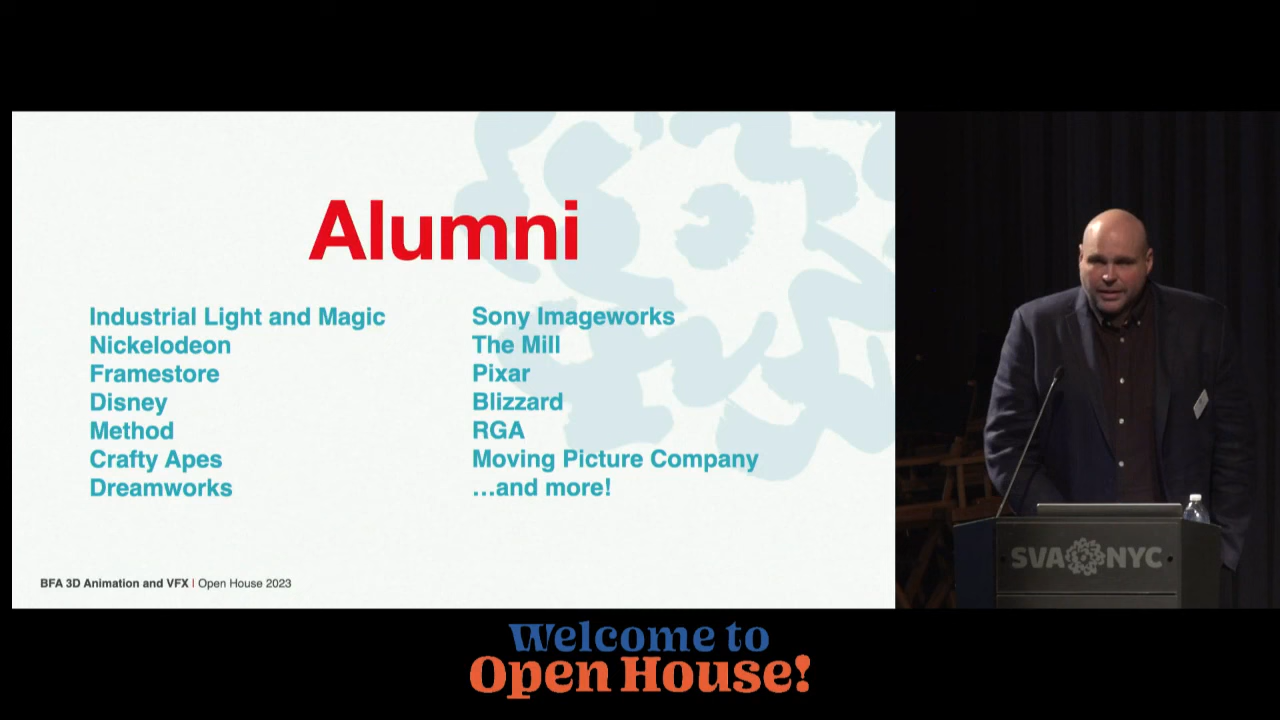 Alumni
Industrial Light and Magic
Nickelodeon
Framestore
Disney
Method
Crafty Apes
Dreamworks
Sony Imageworks
The Mill
Pixar
Blizzard
RGA
Moving Picture Company
…and more!
BFA 3D Animation and VFX | Open House 2023
SVA NYC
Welcome to
Open House!